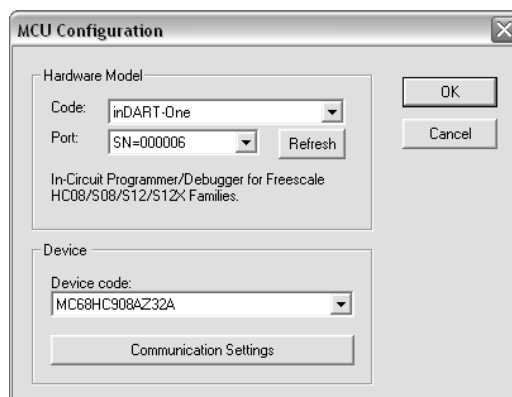 MCU Configuration
Hardware Model
Code: inDART-One
Port: SN=000006 Refresh
In-Circuit Programmer/Debugger for Freescale
HC08/S08/S12/S12X Families.
OK
Cancel
Device
Device code:
MC68HC908AZ32A
Communication Settings